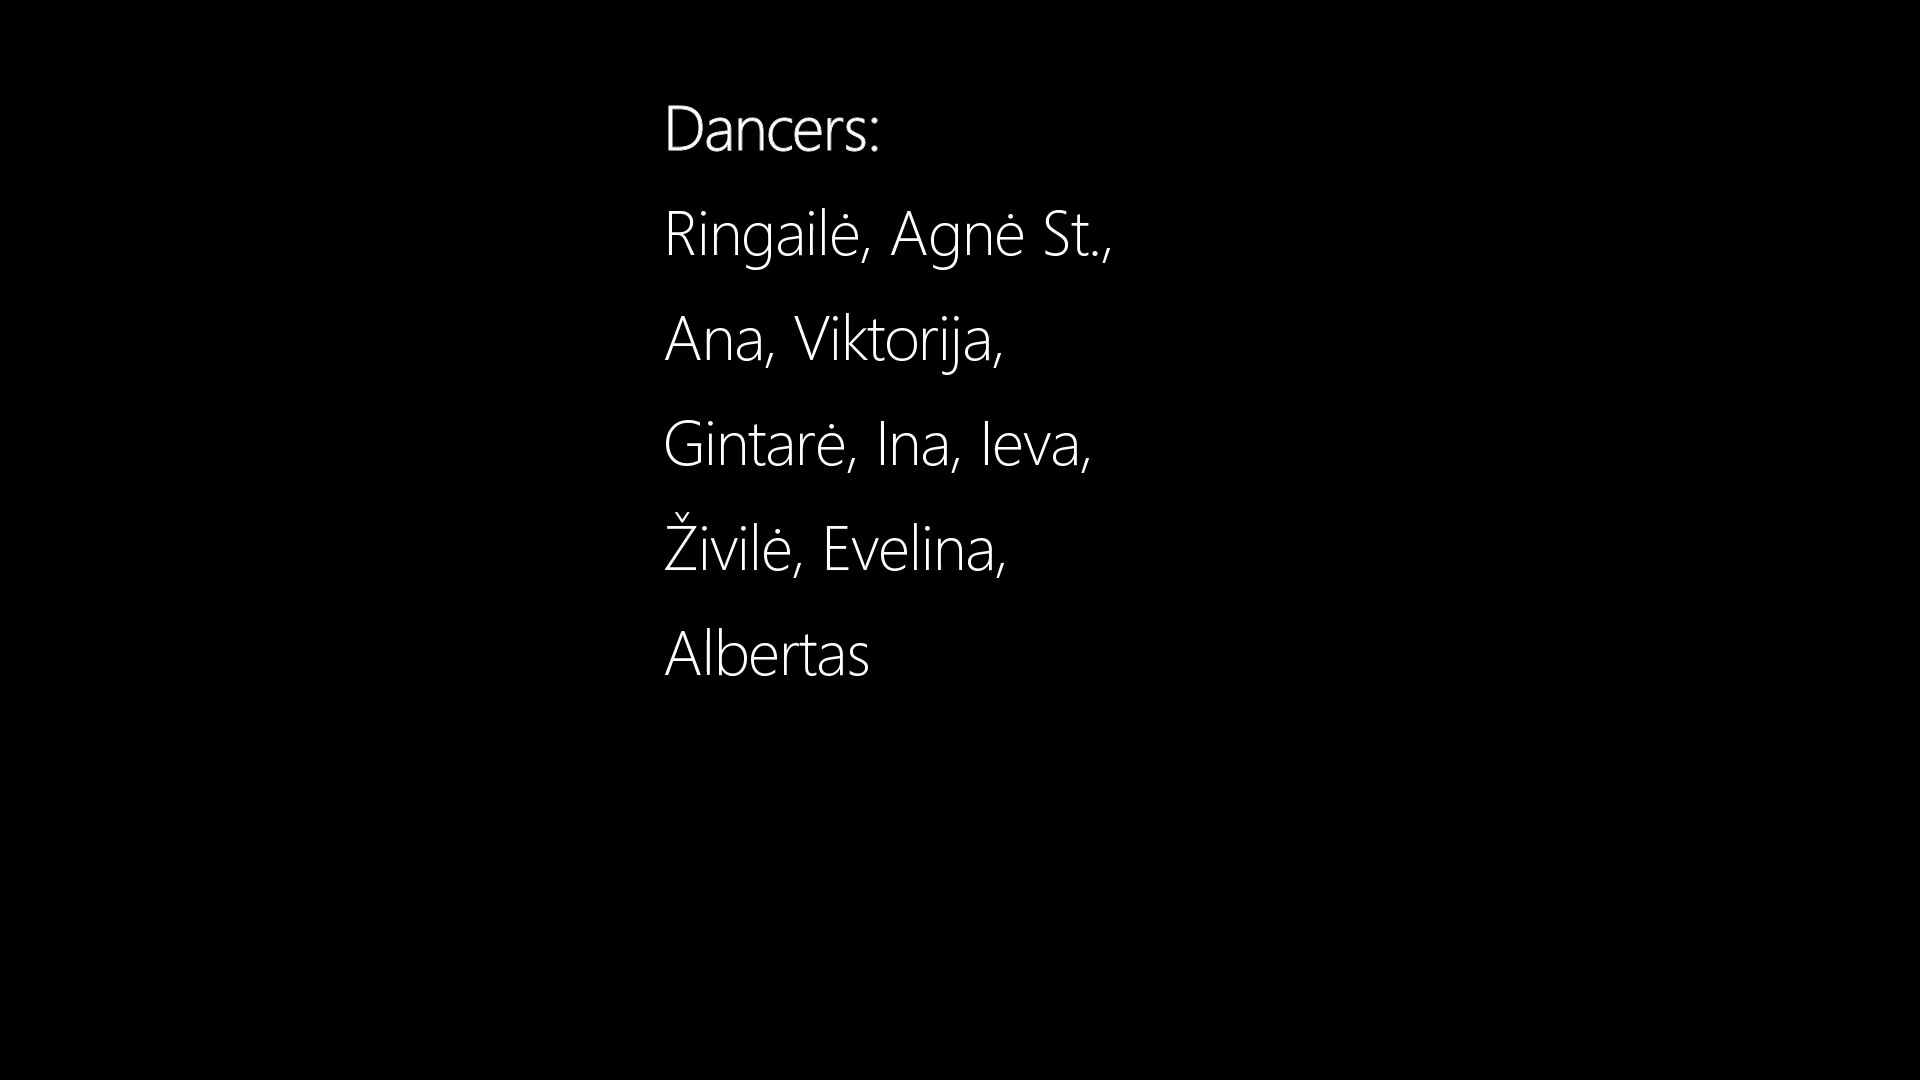 Dancers:
Ringailė, Agnė St.,
Ana, Viktorija,
Gintarė, Ina, Ieva,
Živilė, Evelina,
Albertas